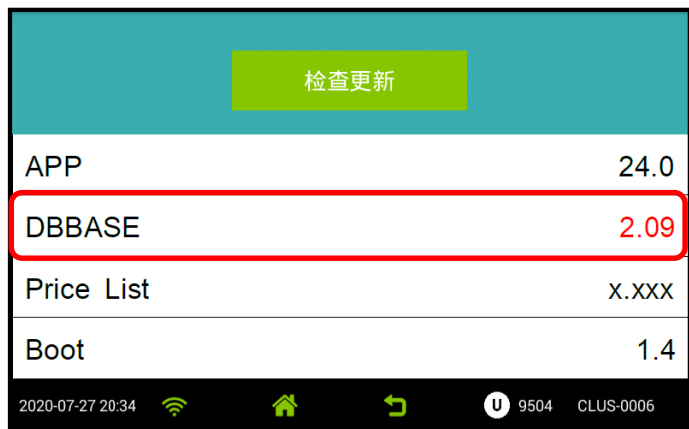 检查更新
APP 24.0
DBBASE 2.09
Price List x.xxx
Boot 1.4
2020-07-27 20:34 U 9504 CLUS-0006